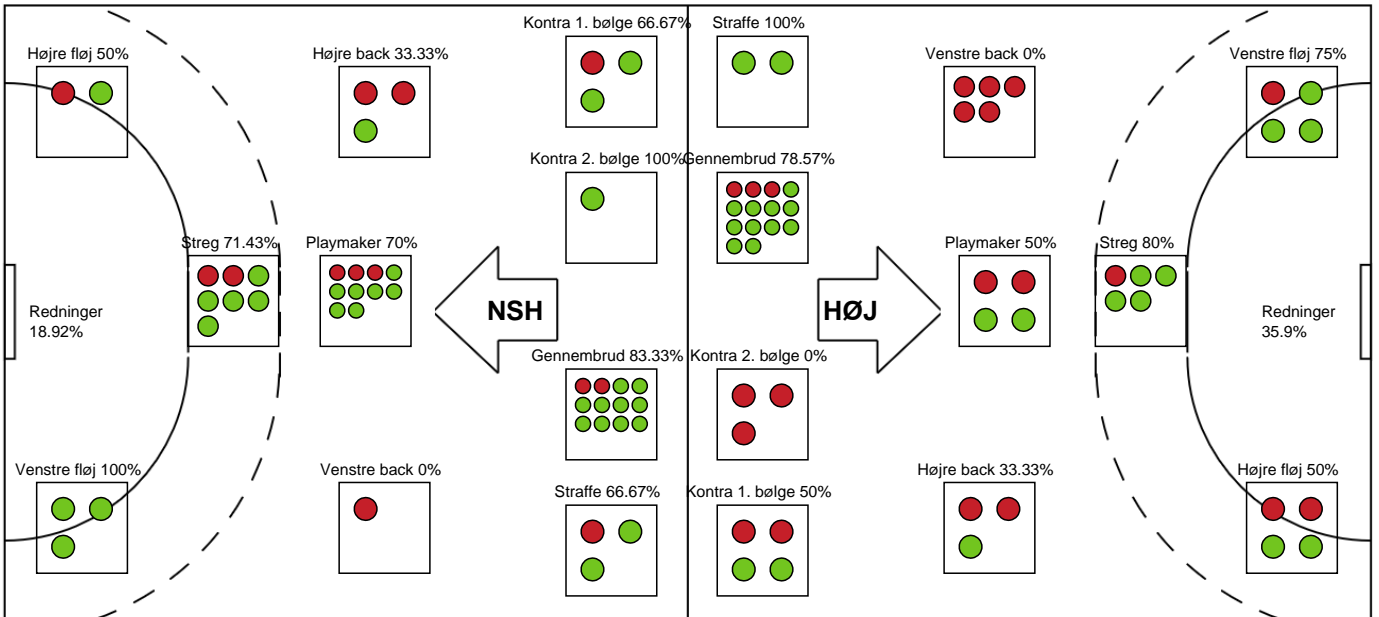 Kontra 1. bølge 66.67%
Straffe 100%
Højre fløj 50%
Højre back 33.33%
Venstre back 0%
Venstre fløj 75%
Kontra 2. bølge 100%
Gennembrud 78.57%
Streg 71.43%
Playmaker 70%
Playmaker 50%
Streg 80%
Redninger
18.92%
NSH
HØJ
Redninger
35.9%
Gennembrud 83.33%
Kontra 2. bølge 0%
Venstre fløj 100%
Venstre back 0%
Højre back 33.33%
Højre fløj 50%
Straffe 66.67%
Kontra 1. bølge 50%